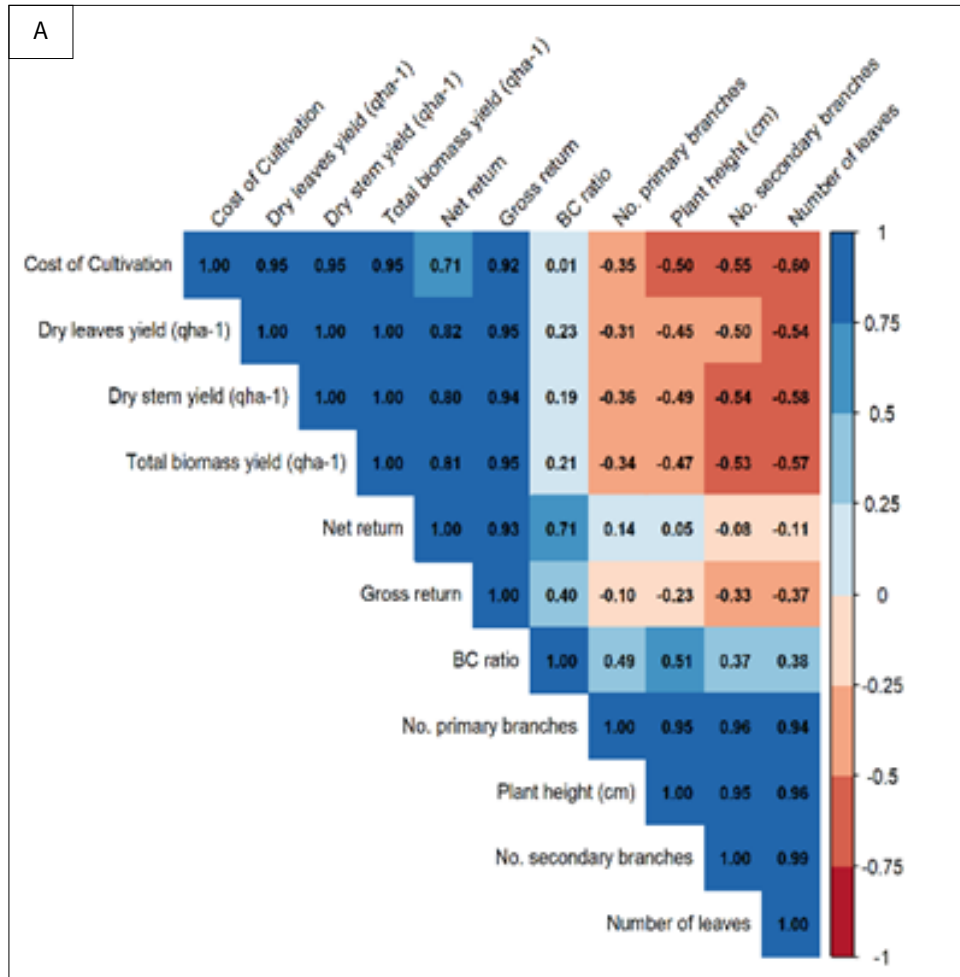 A
Cost of Cultivation
Dry leaves yield (qha-1)
Dry stem yield (qha-1)
Total biomass yield (qha-1)
Net return
Gross return
BC ratio
No. primary branches
Plant height (cm)
No. secondary branches
Number of leaves
Cost of Cultivation 1.00 0.95 0.95 0.95 0.71 0.92 0.01 -0.35 -0.50 -0.55 -0.60
Dry leaves yield (qha-1) 1.00 1.00 1.00 0.82 0.95 0.23 -0.31 -0.45 -0.50 -0.54
Dry stem yield (qha-1) 1.00 1.00 0.80 0.94 0.19 -0.36 -0.49 -0.54 -0.58
Total biomass yield (qha-1) 1.00 0.81 0.95 0.21 -0.34 -0.47 -0.53 -0.57
Net return 1.00 0.93 0.71 0.14 0.05 -0.08 -0.11
Gross return 1.00 0.40 -0.10 -0.23 -0.33 -0.37
BC ratio 1.00 0.49 0.51 0.37 0.38
No. primary branches 1.00 0.95 0.96 0.94
Plant height (cm) 1.00 0.95 0.96
No. secondary branches 1.00 0.99
Number of leaves 1.00
1
0.75
0.5
0.25
0
-0.25
-0.5
-0.75
-1